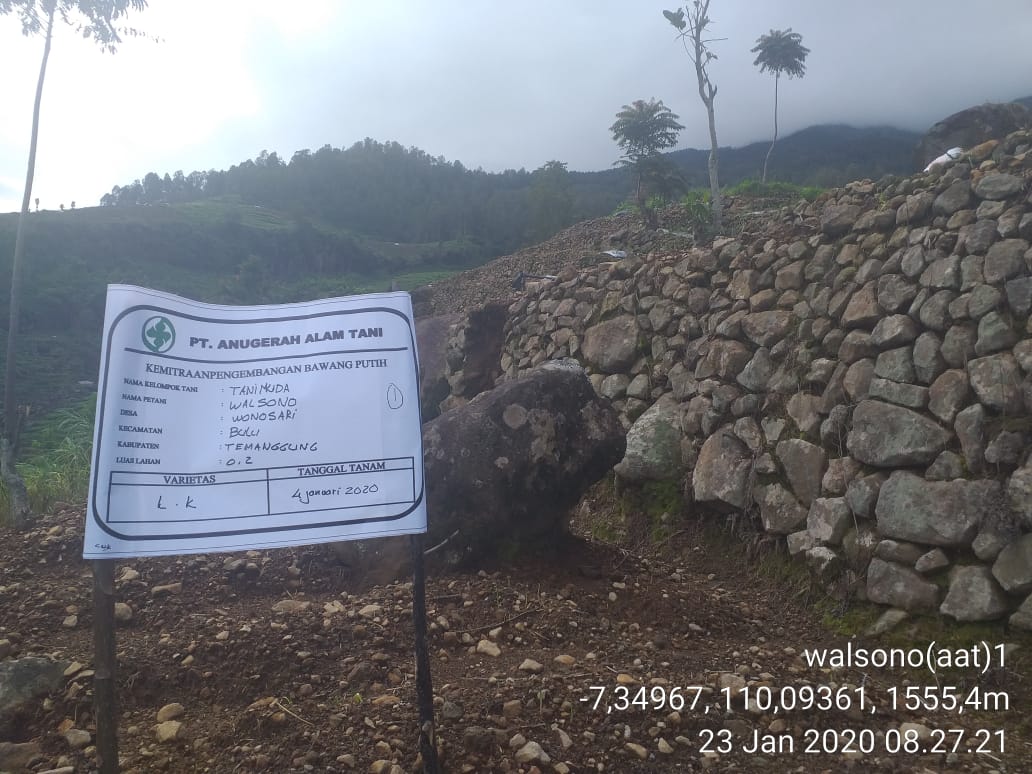 PT. ANUGERAH ALAM TANI
KEMITRAANPENGEMBANGAN BAWANG PUTIH
NAMA KELOMPOK TANI : TANI MUDA
NAMA PETANI : WALSONO
1
DESA : WONOSARI
KECAMATAN : BULU
KABUPATEN : TEMANGGUNG
LUAS LAHAN : 0,2
VARIETAS TANGGAL TANAM
L.K 4 januari 2020
walsono(aat)1
-7,34967, 110,09361, 1555,4m
23 Jan 2020 08.27.21